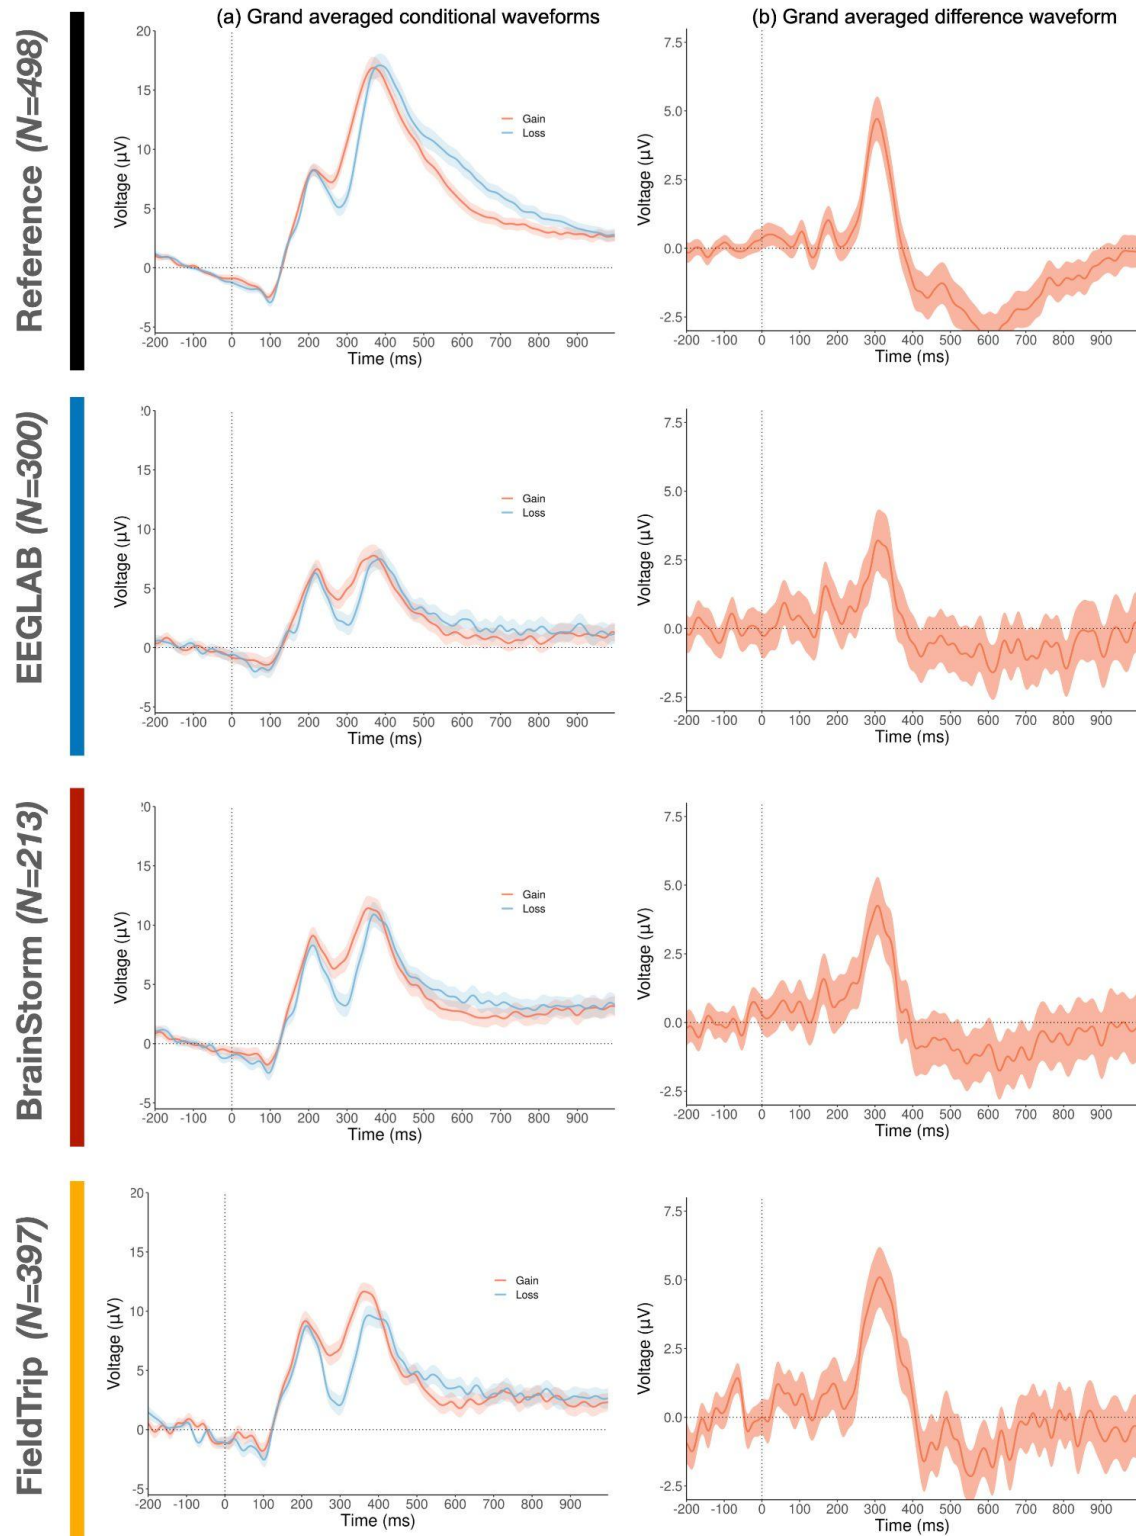 (a) Grand averaged conditional waveforms
(b) Grand averaged difference waveform
Reference (N=498)
Voltage (µV)
20
15
10
5
0
-5
Gain
Loss
-200 -100 0 100 200 300 400 500 600 700 800 900
Time (ms)
Voltage (µV)
7.5
5.0
2.5
0.0
-2.5
-200 -100 0 100 200 300 400 500 600 700 800 900
Time (ms)
EEGLAB (N=300)
Voltage (µV)
20
15
10
5
0
-5
Gain
Loss
-200 -100 0 100 200 300 400 500 600 700 800 900
Time (ms)
Voltage (µV)
7.5
5.0
2.5
0.0
-2.5
-200 -100 0 100 200 300 400 500 600 700 800 900
Time (ms)
BrainStorm (N=213)
Voltage (µV)
20
15
10
5
0
-5
Gain
Loss
-200 -100 0 100 200 300 400 500 600 700 800 900
Time (ms)
Voltage (µV)
7.5
5.0
2.5
0.0
-2.5
-200 -100 0 100 200 300 400 500 600 700 800 900
Time (ms)
FieldTrip (N=397)
Voltage (µV)
20
15
10
5
0
-5
Gain
Loss
-200 -100 0 100 200 300 400 500 600 700 800 900
Time (ms)
Voltage (µV)
7.5
5.0
2.5
0.0
-2.5
-200 -100 0 100 200 300 400 500 600 700 800 900
Time (ms)